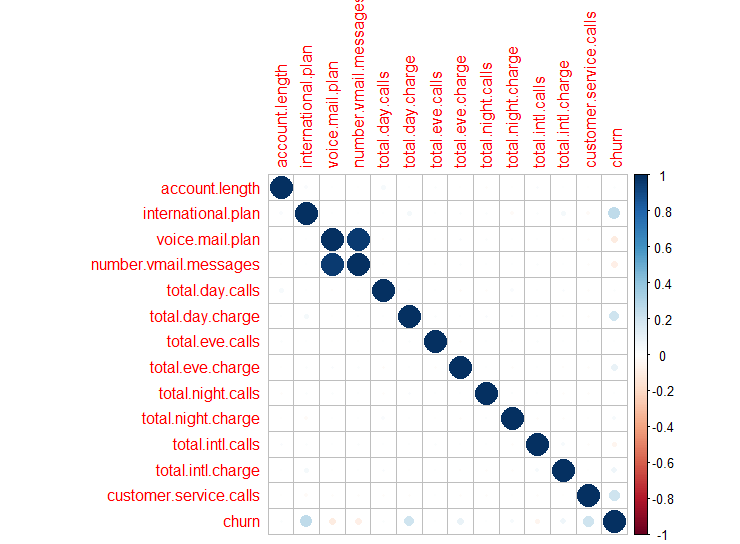 account.length
international.plan
voice.mail.plan
number.vmail.messages
total.day.calls
total.day.charge
total.eve.calls
total.eve.charge
total.night.calls
total.night.charge
total.intl.calls
total.intl.charge
customer.service.calls
churn
account.length
international.plan
voice.mail.plan
number.vmail.messages
total.day.calls
total.day.charge
total.eve.calls
total.eve.charge
total.night.calls
total.night.charge
total.intl.calls
total.intl.charge
customer.service.calls
churn
1
0.8
0.6
0.4
0.2
0
-0.2
-0.4
-0.6
-0.8
-1